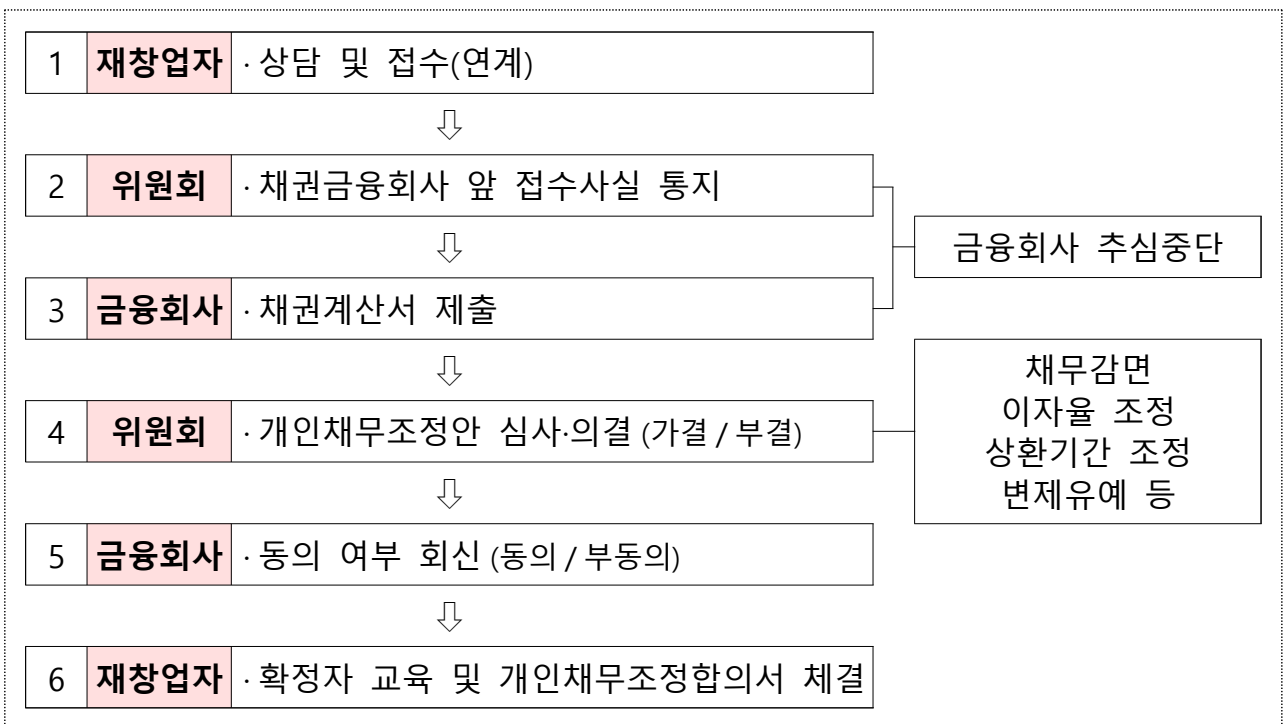 1 재창업자 · 상담 및 접수(연계)
2 위원회 · 채권금융회사 앞 접수사실 통지
금융회사 추심중단
3 금융회사 · 채권계산서 제출
4 위원회 · 개인채무조정안 심사·의결 (가결 / 부결)
채무감면
이자율 조정
상환기간 조정
변제유예 등
5 금융회사 · 동의 여부 회신 (동의 / 부동의)
6 재창업자 · 확정자 교육 및 개인채무조정합의서 체결